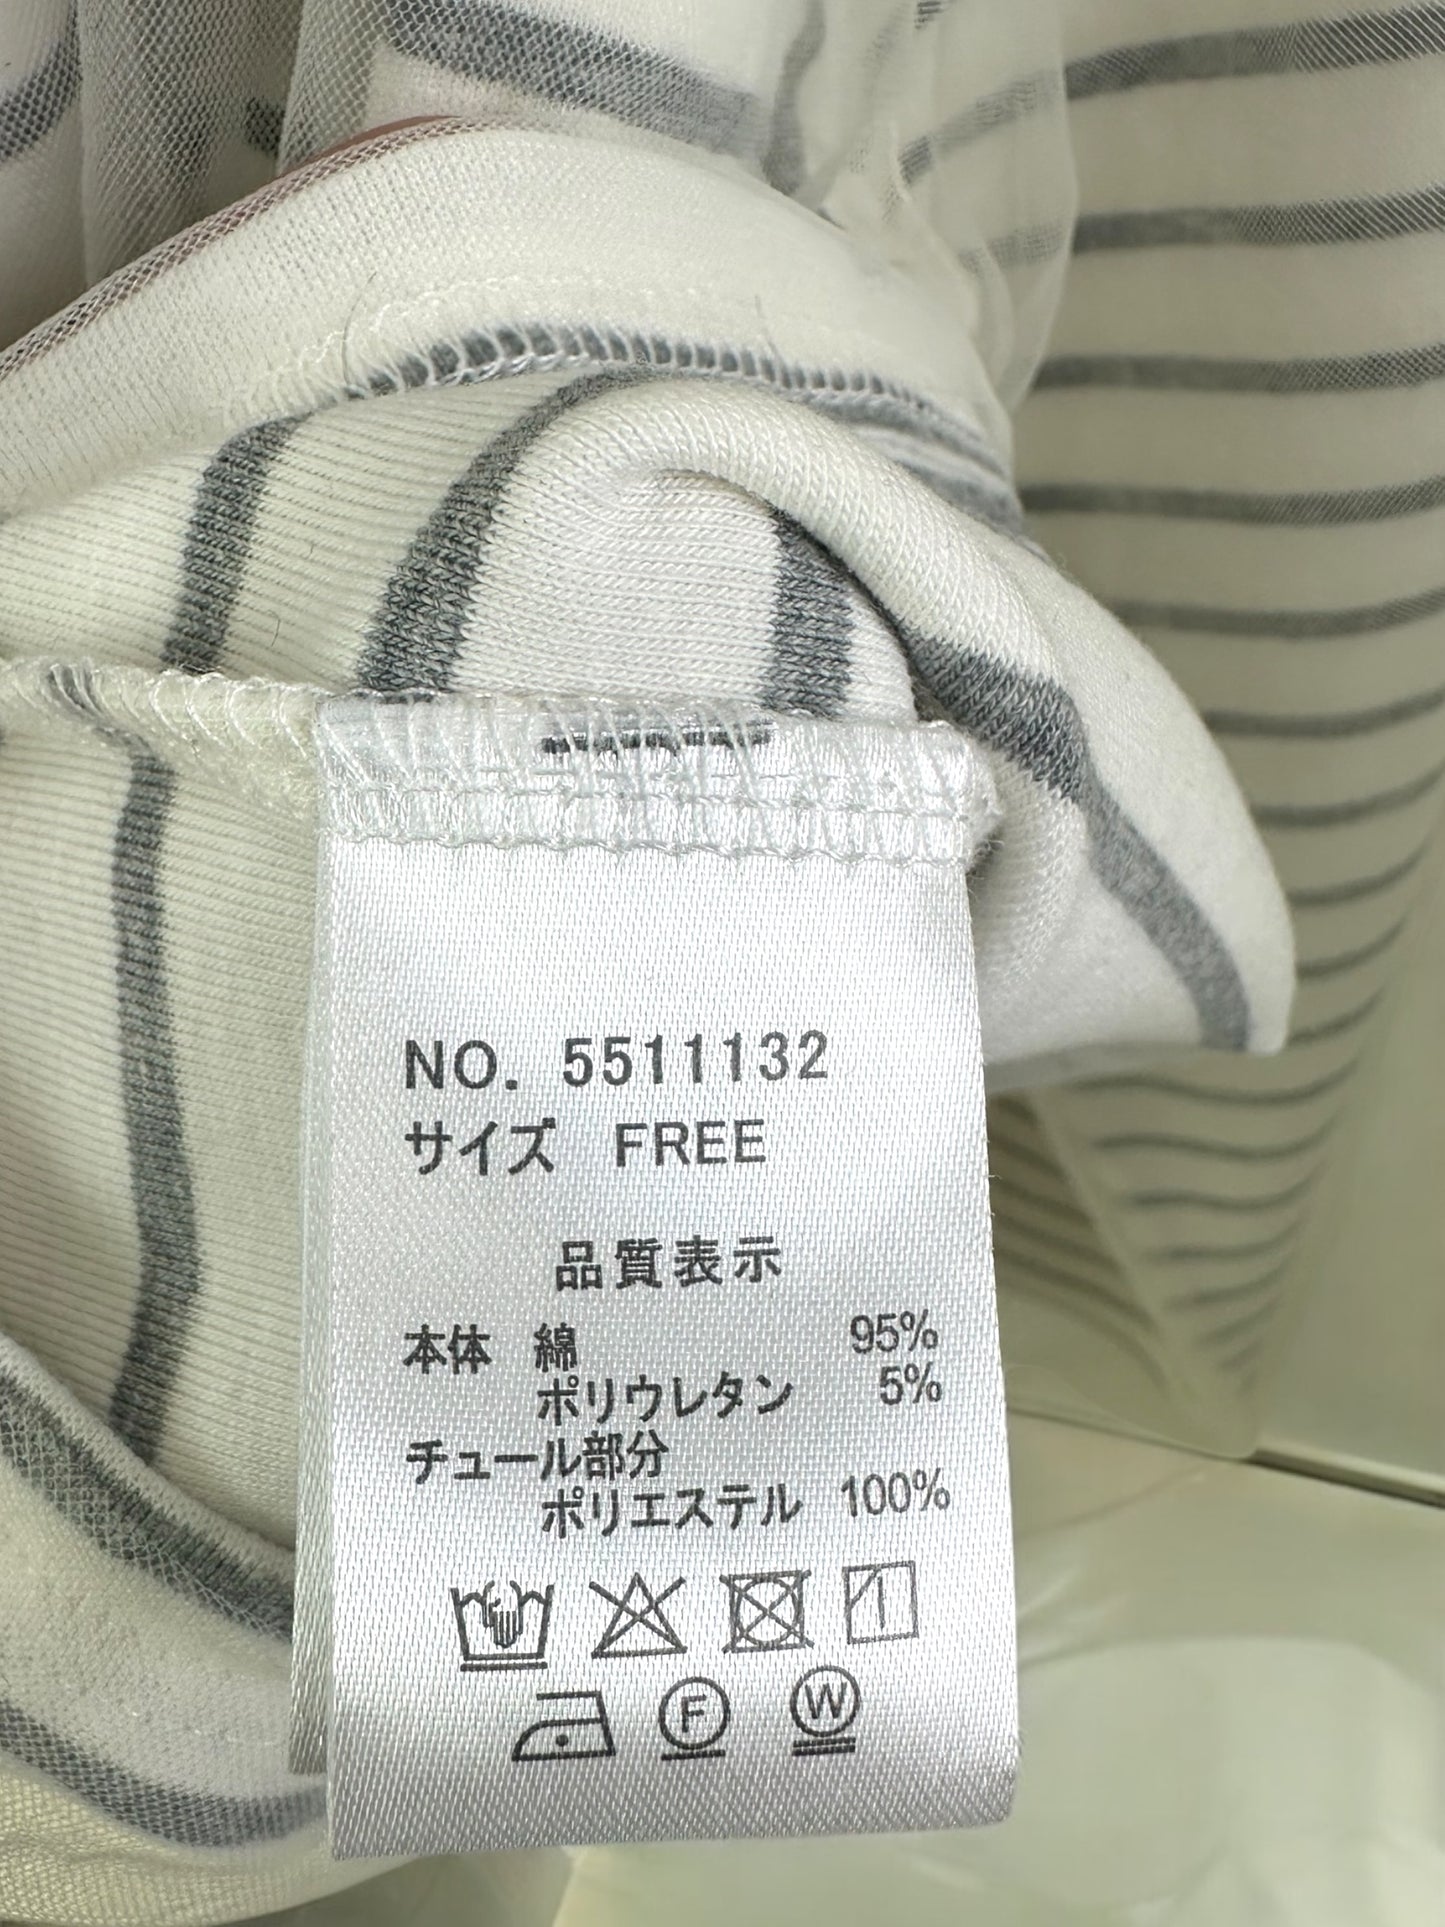 NO. 5511132
サイズ FREE
品質表示
本体 綿 95%
ポリウレタン 5%
チュール部分
ポリエステル 100%
F W